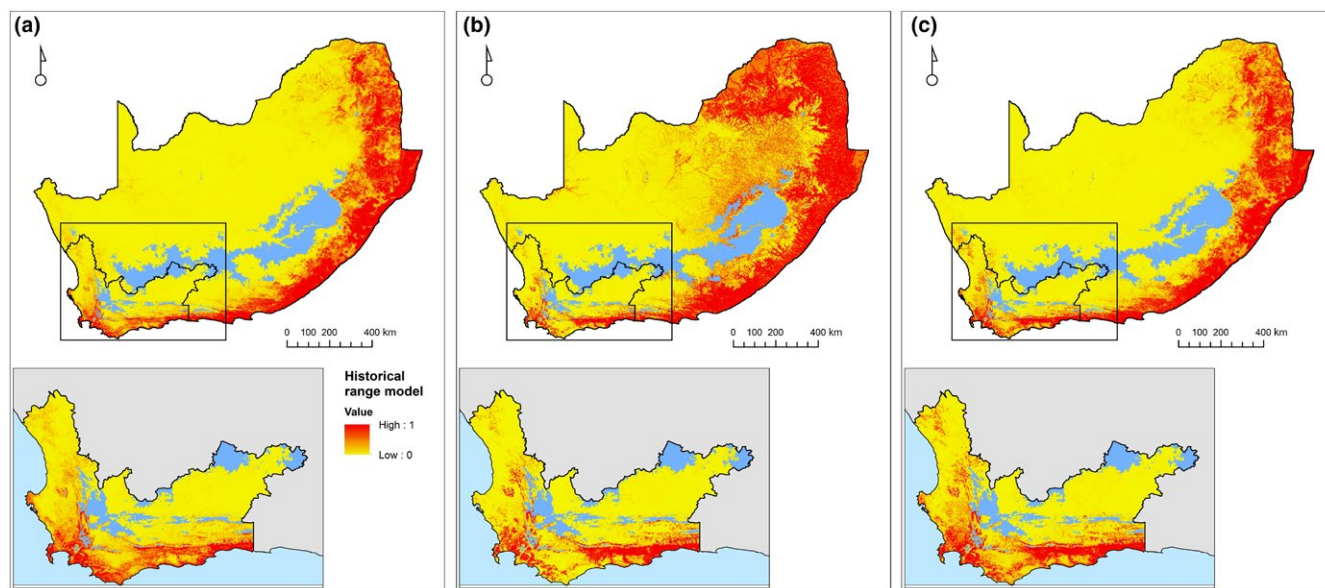 (a)
(b)
(c)
0 100 200 400 km
0 100 200 400 km
0 100 200 400 km
Historical
range model
Value
High : 1
Low : 0